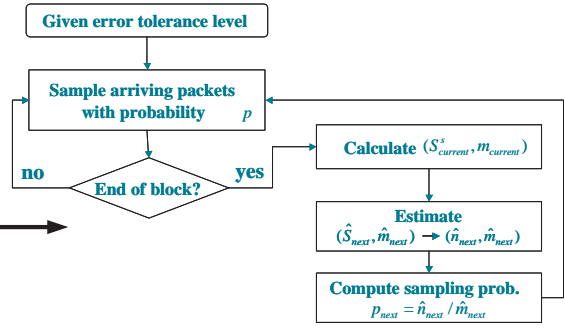 Given error tolerance level
Sample arriving packets
with probability p
no
yes
End of block?
Calculate (S^s_current, m_current)
Estimate
(Ŝ_next, m̂_next) → (n̂_next, m̂_next)
Compute sampling prob.
p_next = n̂_next / m̂_next